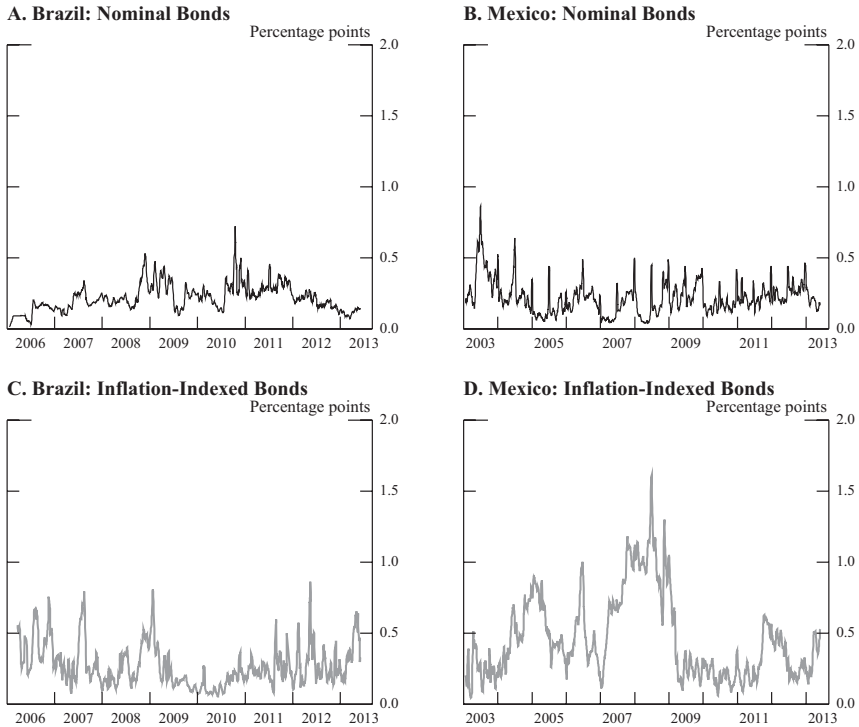 A. Brazil: Nominal Bonds
Percentage points
2.0
1.5
1.0
0.5
0.0
2006 2007 2008 2009 2010 2011 2012 2013
B. Mexico: Nominal Bonds
Percentage points
2.0
1.5
1.0
0.5
0.0
2003 2005 2007 2009 2011 2013
C. Brazil: Inflation-Indexed Bonds
Percentage points
2.0
1.5
1.0
0.5
0.0
2006 2007 2008 2009 2010 2011 2012 2013
D. Mexico: Inflation-Indexed Bonds
Percentage points
2.0
1.5
1.0
0.5
0.0
2003 2005 2007 2009 2011 2013